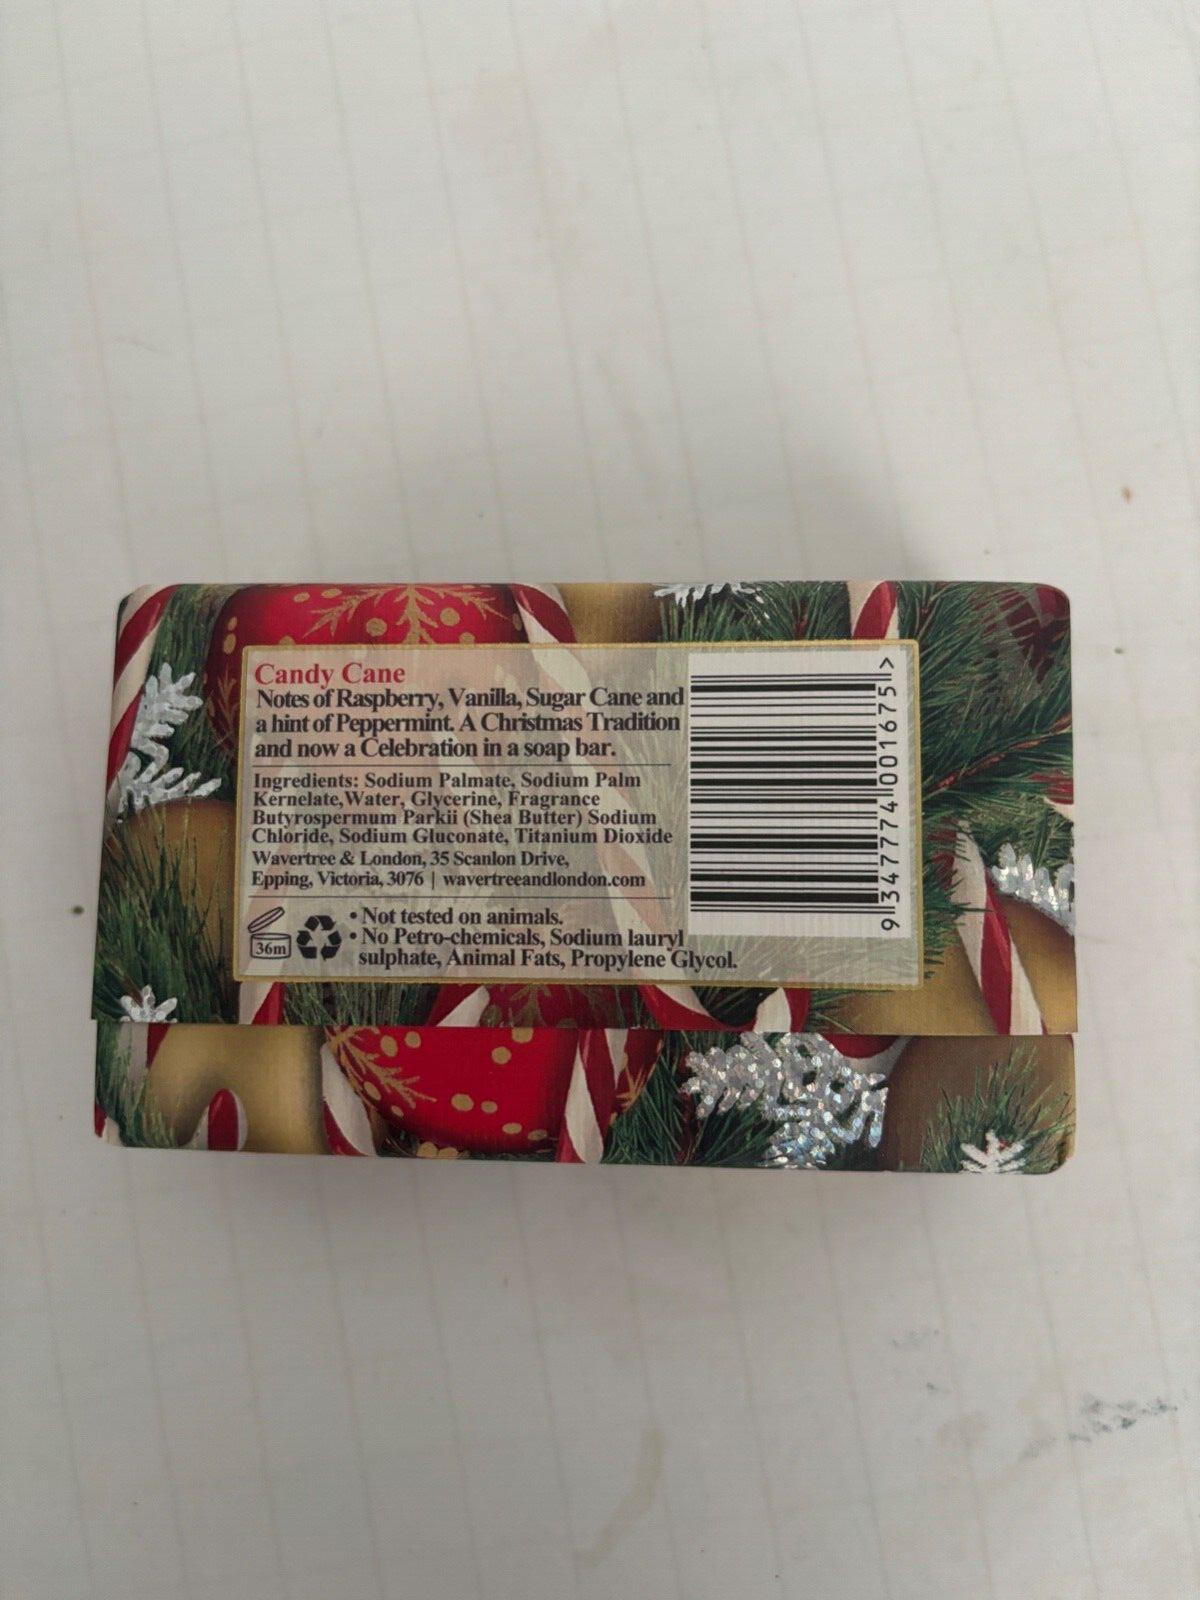 Candy Cane
Notes of Raspberry, Vanilla, Sugar Cane and
a hint of Peppermint. A Christmas Tradition
and now a Celebration in a soap bar.
Ingredients: Sodium Palmate, Sodium Palm
Kernelate,Water, Glycerine, Fragrance
Butyrospermum Parkii (Shea Butter) Sodium
Chloride, Sodium Gluconate, Titanium Dioxide
Wavertree & London, 35 Scanlon Drive,
Epping, Victoria, 3076 | wavertreeandlondon.com
36m
• Not tested on animals.
• No Petro-chemicals, Sodium lauryl
sulphate, Animal Fats, Propylene Glycol.
9 347774 001675 >